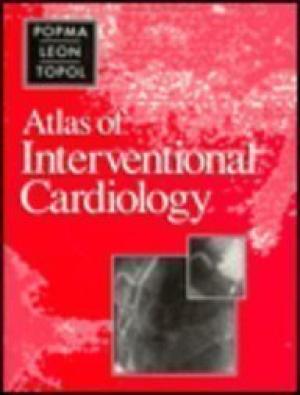 POPMA
LEON
TOPOL
Atlas of
Interventional
Cardiology